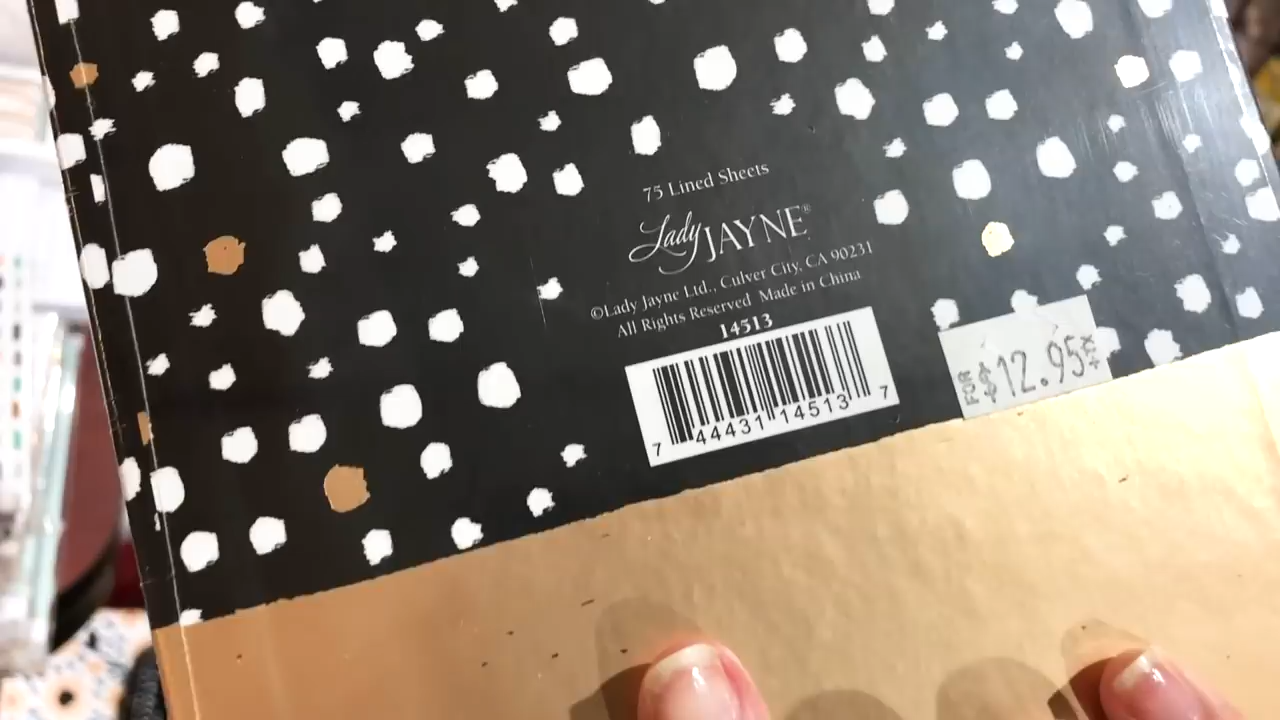 75 Lined Sheets
Lady JAYNE®
©Lady Jayne Ltd., Culver City, CA 90231
All Rights Reserved Made in China
14513
7 44431 14513 7
FOR $12.95